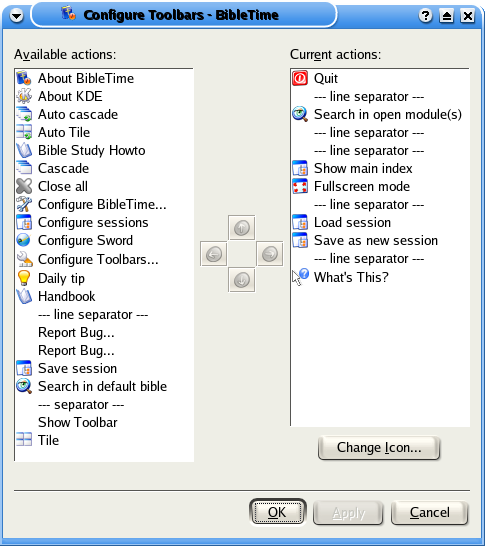 Configure Toolbars - BibleTime
Available actions:
About BibleTime
About KDE
Auto cascade
Auto Tile
Bible Study Howto
Cascade
Close all
Configure BibleTime...
Configure sessions
Configure Sword
Configure Toolbars...
Daily tip
Handbook
--- line separator ---
Report Bug...
Report Bug...
Save session
Search in default bible
--- separator ---
Show Toolbar
Tile
Current actions:
Quit
--- line separator ---
Search in open module(s)
--- line separator ---
--- line separator ---
Show main index
Fullscreen mode
--- line separator ---
Load session
Save as new session
--- line separator ---
What's This?
Change Icon...
OK
Apply
Cancel